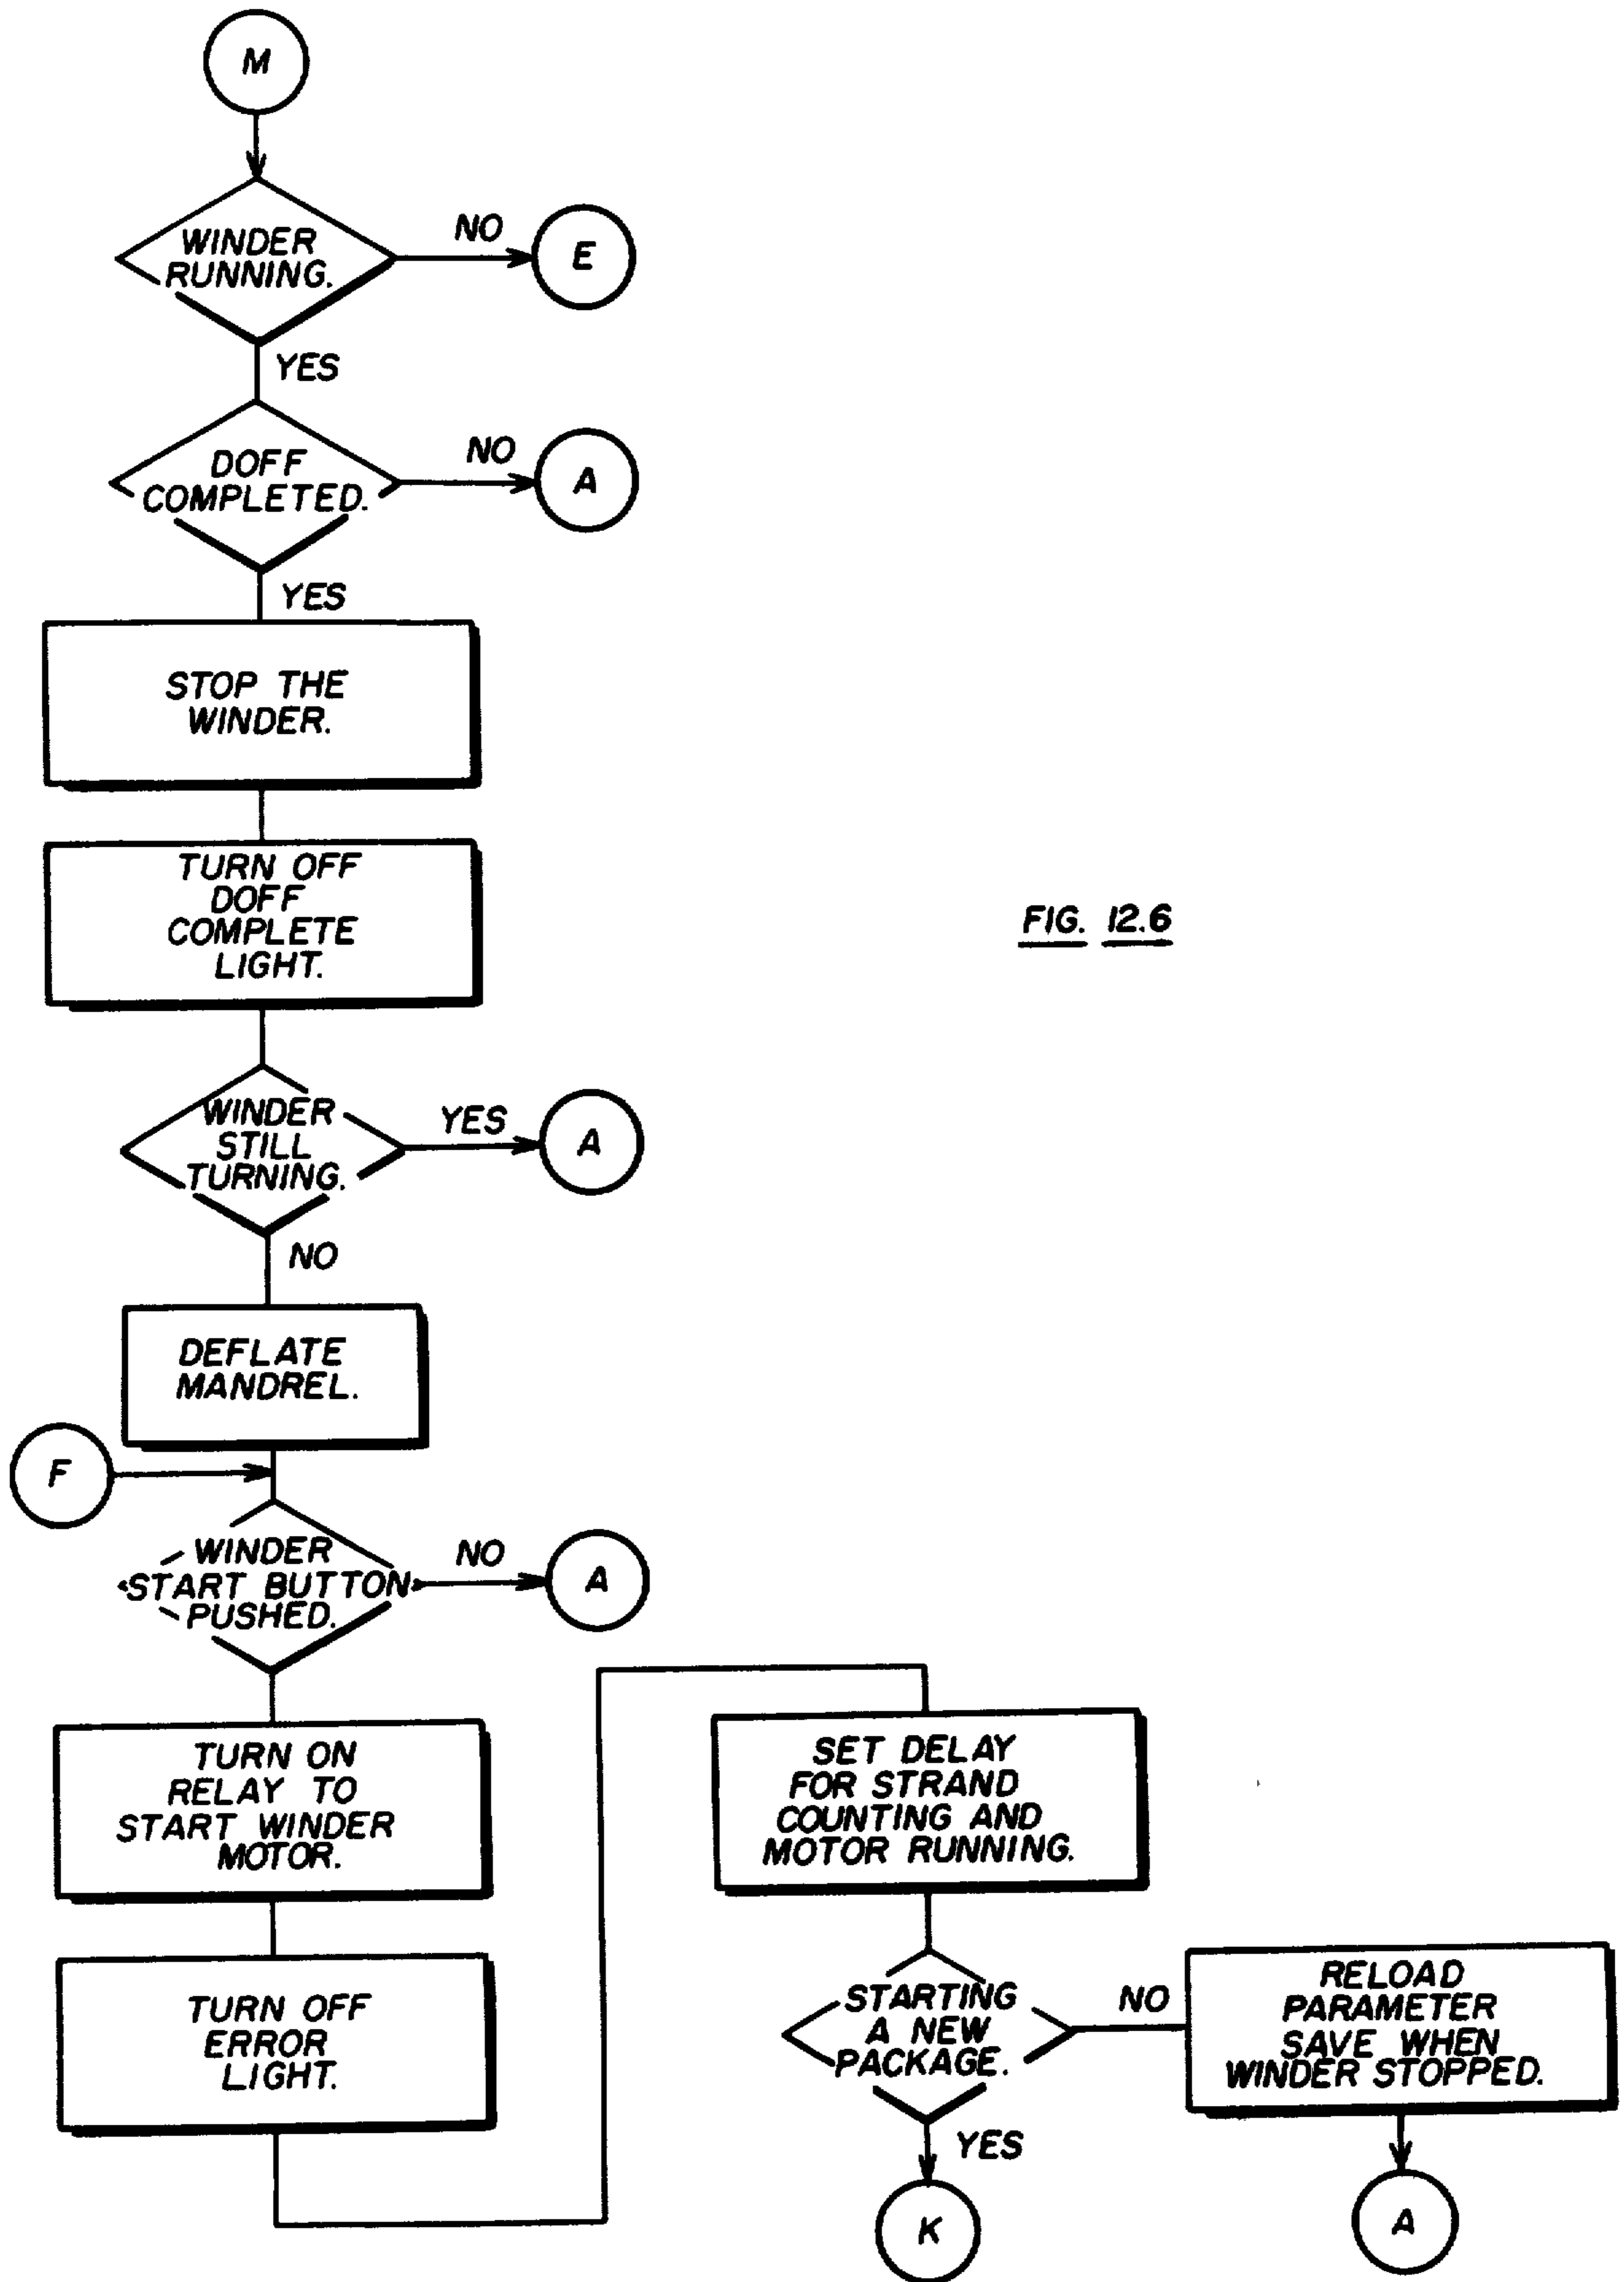 M
WINDER
RUNNING.
NO
E
YES
DOFF
COMPLETED.
NO
A
YES
STOP THE
WINDER.
TURN OFF
DOFF
COMPLETE
LIGHT.
FIG. 12.6
WINDER
STILL
TURNING.
YES
A
NO
DEFLATE
MANDREL.
F
WINDER
START BUTTON
PUSHED.
NO
A
TURN ON
RELAY TO
START WINDER
MOTOR.
TURN OFF
ERROR
LIGHT.
SET DELAY
FOR STRAND
COUNTING AND
MOTOR RUNNING.
STARTING
A NEW
PACKAGE.
NO
RELOAD
PARAMETER
SAVE WHEN
WINDER STOPPED.
YES
K
A